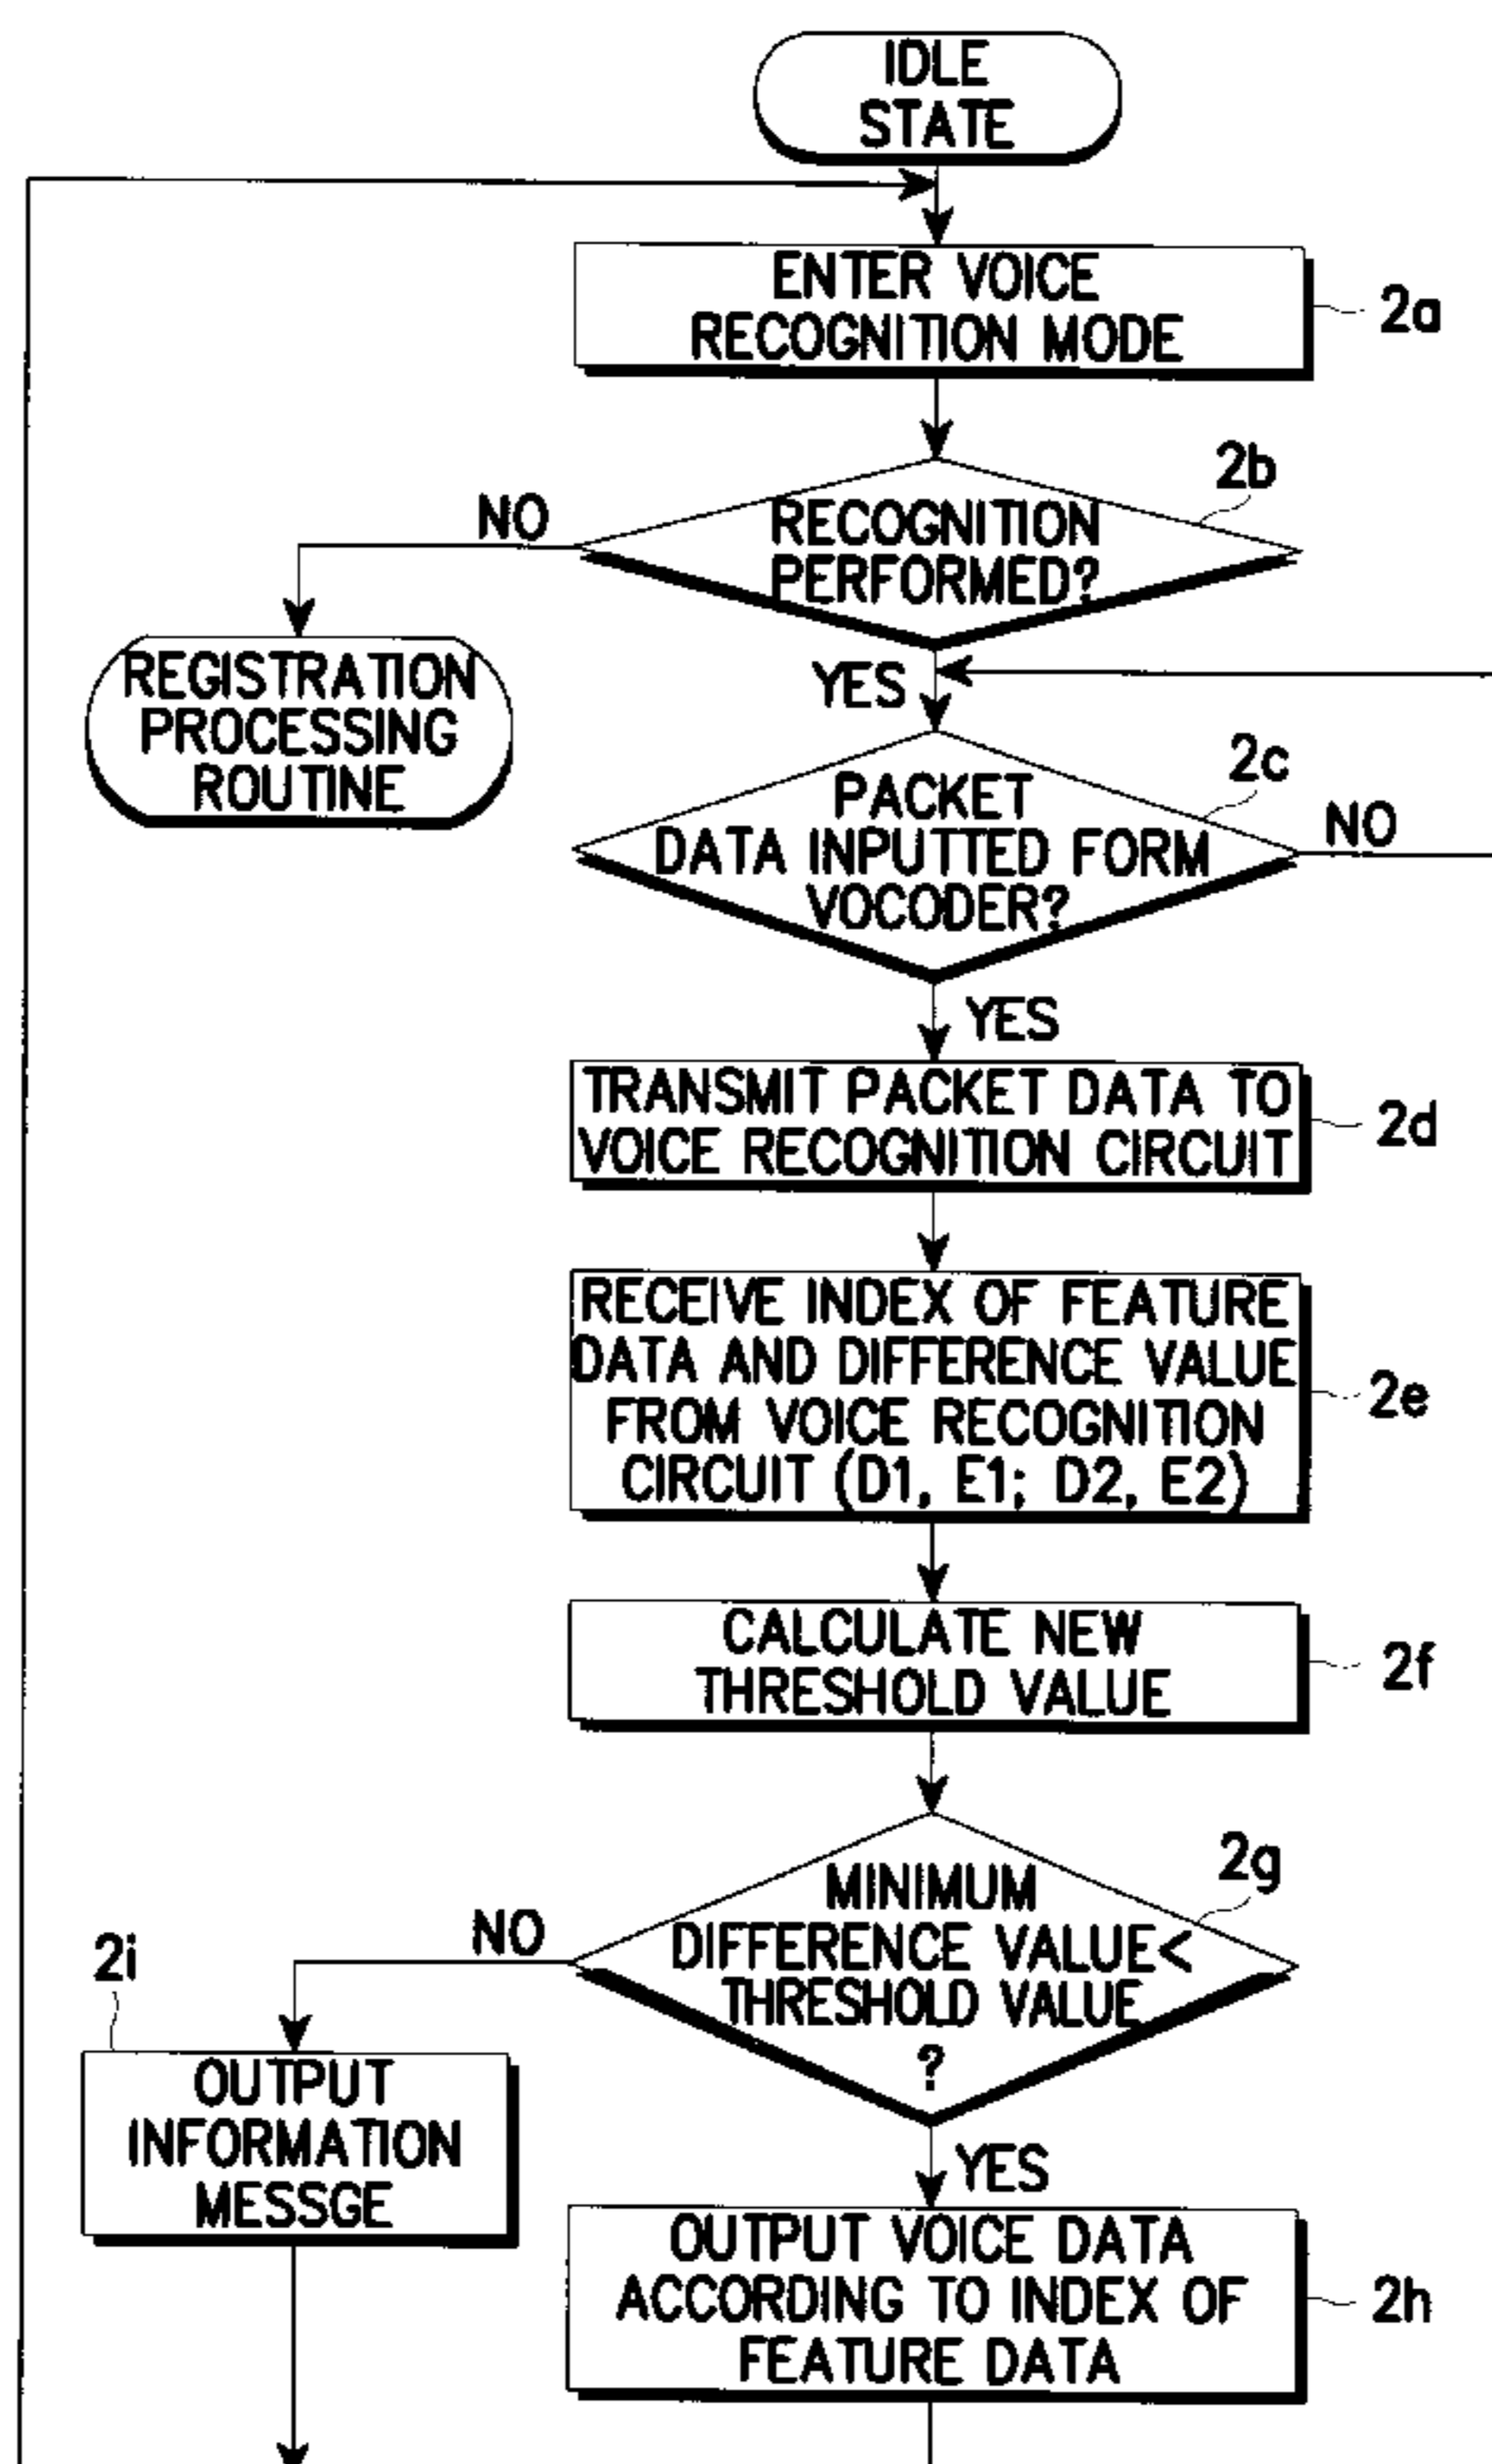 IDLE
STATE
ENTER VOICE
RECOGNITION MODE
2a
2b
NO
RECOGNITION
PERFORMED?
YES
REGISTRATION
PROCESSING
ROUTINE
2c
PACKET
DATA INPUTTED FORM
VOCODER?
NO
YES
TRANSMIT PACKET DATA TO
VOICE RECOGNITION CIRCUIT
2d
RECEIVE INDEX OF FEATURE
DATA AND DIFFERENCE VALUE
FROM VOICE RECOGNITION
CIRCUIT (D1, E1; D2, E2)
2e
CALCULATE NEW
THRESHOLD VALUE
2f
2g
MINIMUM
DIFFERENCE VALUE<
THRESHOLD VALUE
?
NO
2i
OUTPUT
INFORMATION
MESSGE
YES
OUTPUT VOICE DATA
ACCORDING TO INDEX OF
FEATURE DATA
2h